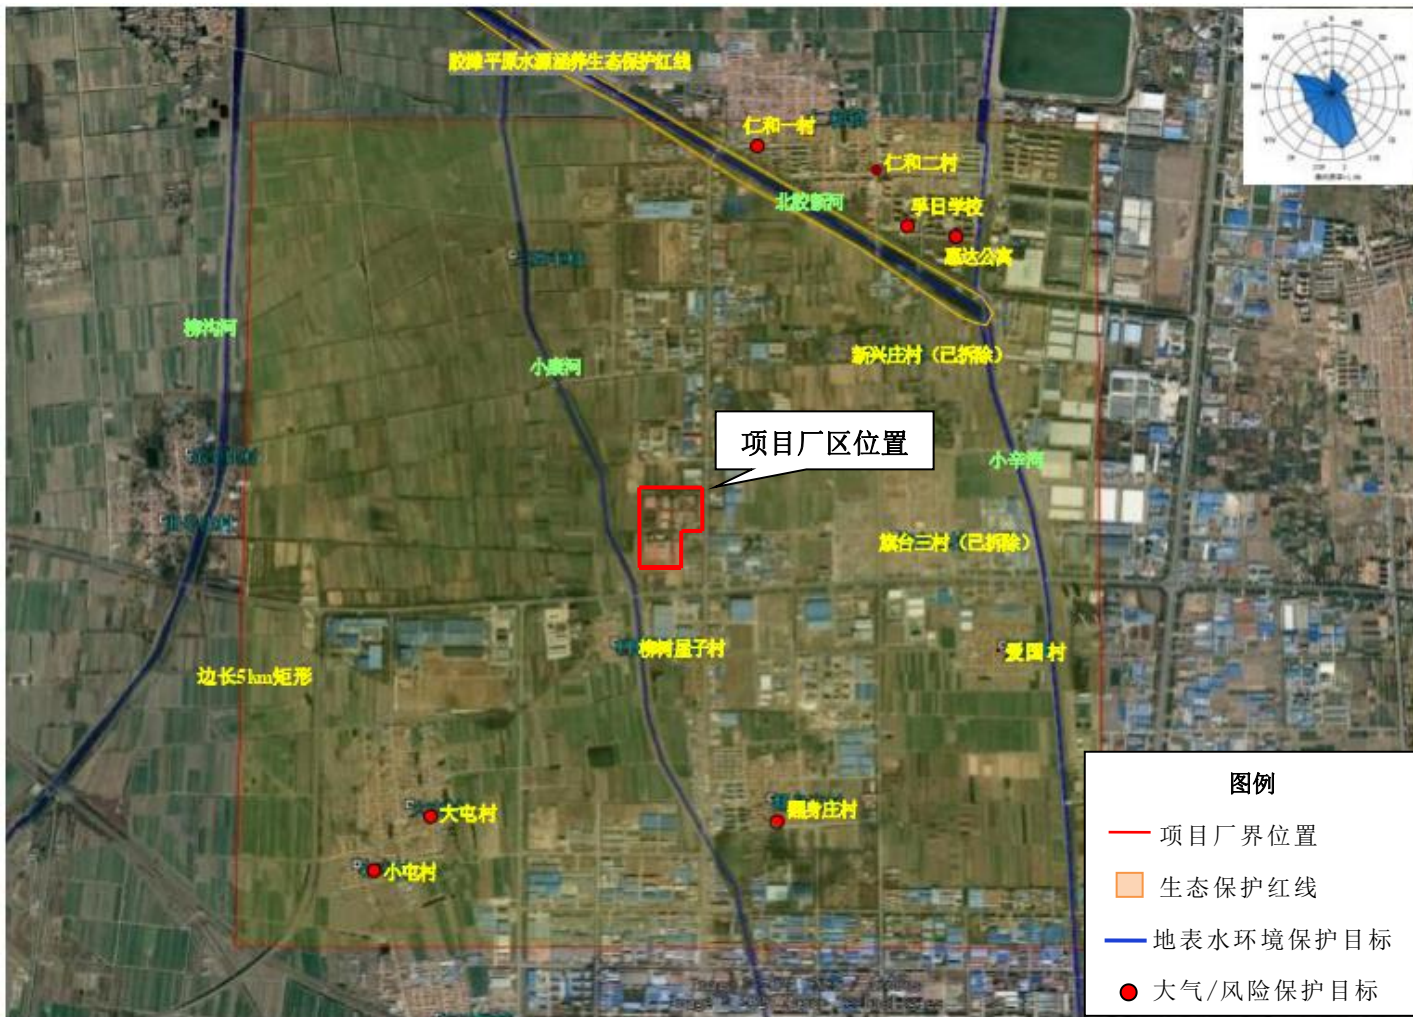 胶潍平原水源涵养生态保护红线
仁和一村
仁和二村
北胶新河
孚日学校
惠达公寓
柳沟河
小康河
新兴庄村（已拆除）
项目厂区位置
小辛河
旗台三村（已拆除）
柳树屋子村
爱国村
边长5km矩形
大屯村
小屯村
图例
项目厂界位置
生态保护红线
地表水环境保护目标
大气/风险保护目标